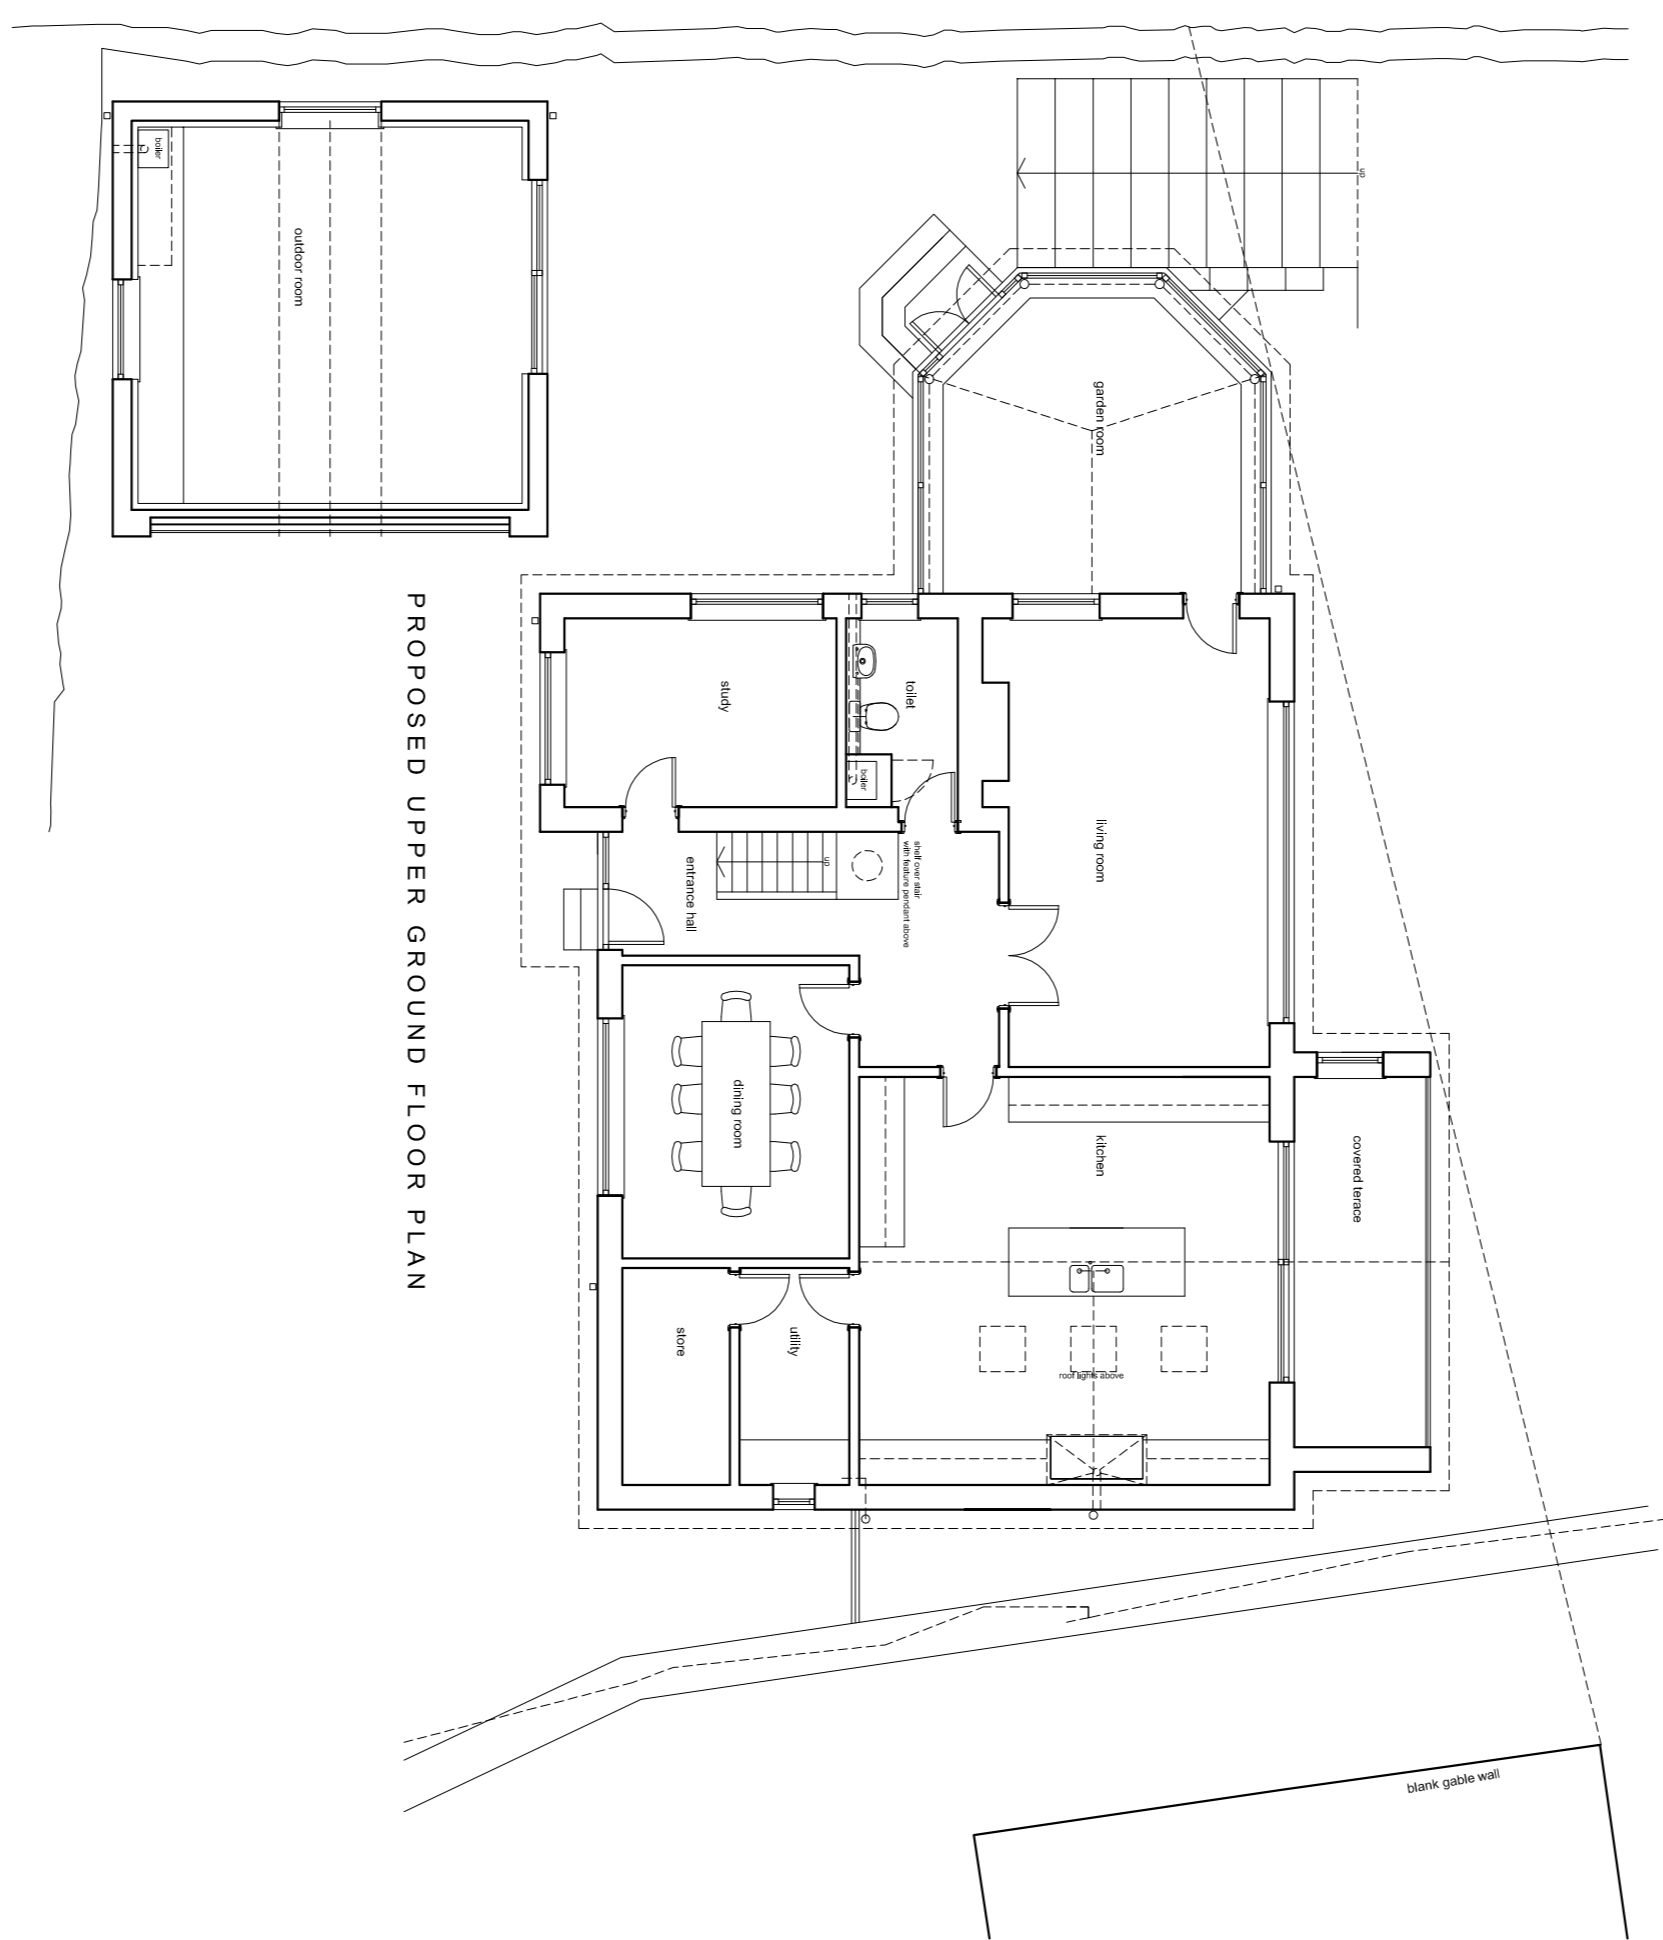 boiler
outdoor room
up
garden room
study
toilet
boiler
living room
up
shelf over stair
with feature pendant above
entrance hall
dining room
kitchen
covered terace
store
utility
roof lights above
blank gable wall
PROPOSED UPPER GROUND FLOOR PLAN